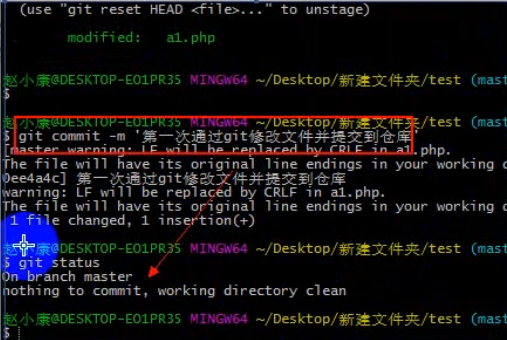 (use "git reset HEAD <file>..." to unstage)
modified: a1.php
赵小康@DESKTOP-EO1PR35 MINGW64 ~/Desktop/新建文件夹/test (mast
$
赵小康@DESKTOP-EO1PR35 MINGW64 ~/Desktop/新建文件夹/test (mast
$ git commit -m '第一次通过git修改文件并提交到仓库'
[master warning: LF will be replaced by CRLF in a1.php.
The file will have its original line endings in your working d
0ee4a4c] 第一次通过git修改文件并提交到仓库
warning: LF will be replaced by CRLF in a1.php.
The file will have its original line endings in your working d
1 file changed, 1 insertion(+)
赵小康@DESKTOP-EO1PR35 MINGW64 ~/Desktop/新建文件夹/test (mast
$ git status
On branch master
nothing to commit, working directory clean
赵小康@DESKTOP-EO1PR35 MINGW64 ~/Desktop/新建文件夹/test (mast
$